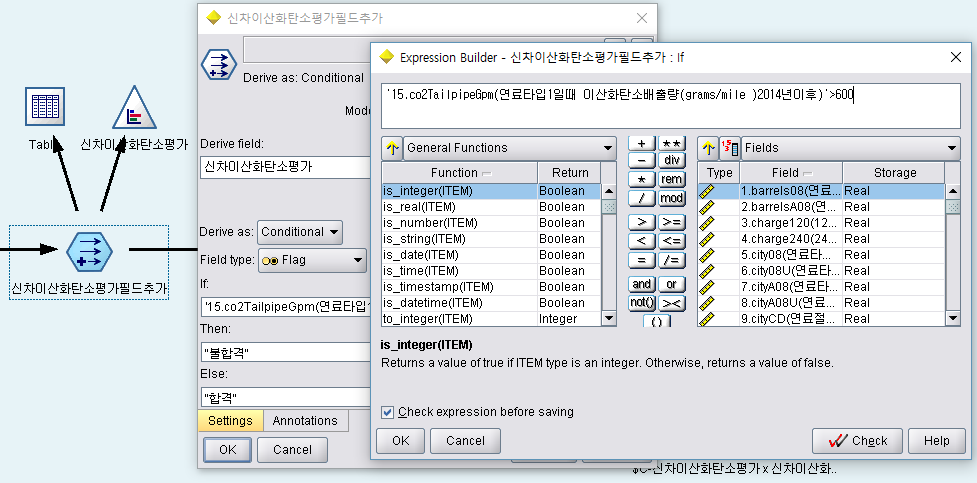 신차이산화탄소평가필드추가
Derive as: Conditional
Mode
Derive field:
신차이산화탄소평가
Derive as:
Conditional
Field type:
Flag
If:
'15.co2TailpipeGpm(연료타입1
Then:
"불합격"
Else:
"합격"
Settings
Annotations
OK
Cancel
Table
신차이산화탄소평가
신차이산화탄소평가필드추가
Expression Builder - 신차이산화탄소평가필드추가 : If
'15.co2TailpipeGpm(연료타입1일때 이산화탄소배출량(grams/mile )2014년이후)'>600
General Functions
Function Return
is_integer(ITEM) Boolean
is_real(ITEM) Boolean
is_number(ITEM) Boolean
is_string(ITEM) Boolean
is_date(ITEM) Boolean
is_time(ITEM) Boolean
is_timestamp(ITEM) Boolean
is_datetime(ITEM) Boolean
to_integer(ITEM) Integer
+ **
− div
* rem
/ mod
> >=
< <=
= /=
and or
not() ><
( )
Fields
Type Field Storage
1.barrels08(연료... Real
2.barrelsA08(연... Real
3.charge120(12... Real
4.charge240(24... Real
5.city08(연료타... Real
6.city08U(연료타... Real
7.cityA08(연료타... Real
8.cityA08U(연료... Real
9.cityCD(연료절... Real
is_integer(ITEM)
Returns a value of true if ITEM type is an integer. Otherwise, returns a value of false.
Check expression before saving
OK
Cancel
Check
Help
$C-신차이산화탄소평가 x 신차이산화..